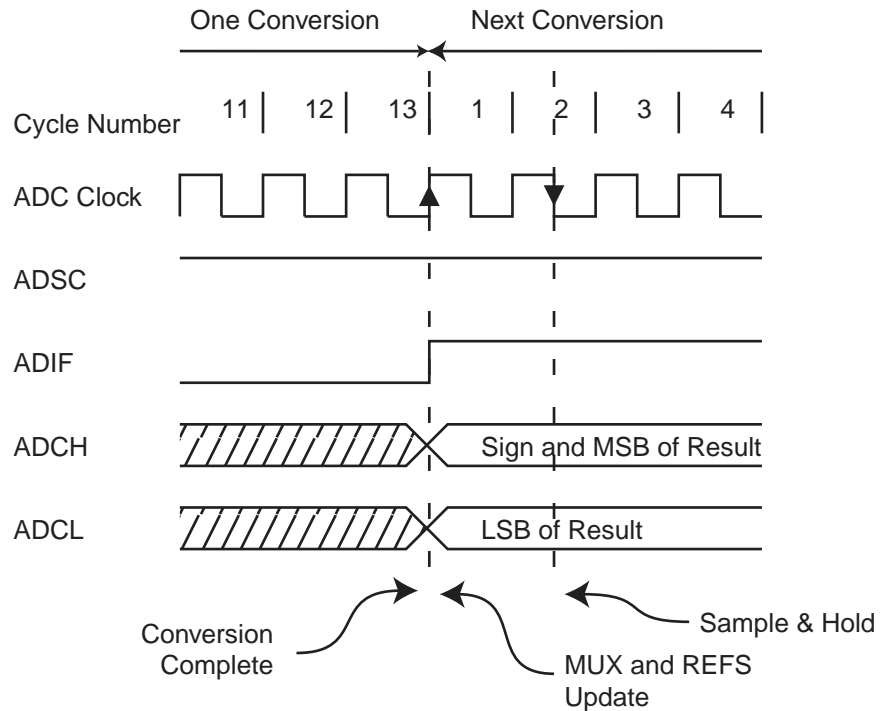 One Conversion Next Conversion
Cycle Number 11 12 13 1 2 3 4
ADC Clock
ADSC
ADIF
ADCH Sign and MSB of Result
ADCL LSB of Result
Sample & Hold
Conversion
Complete
MUX and REFS
Update